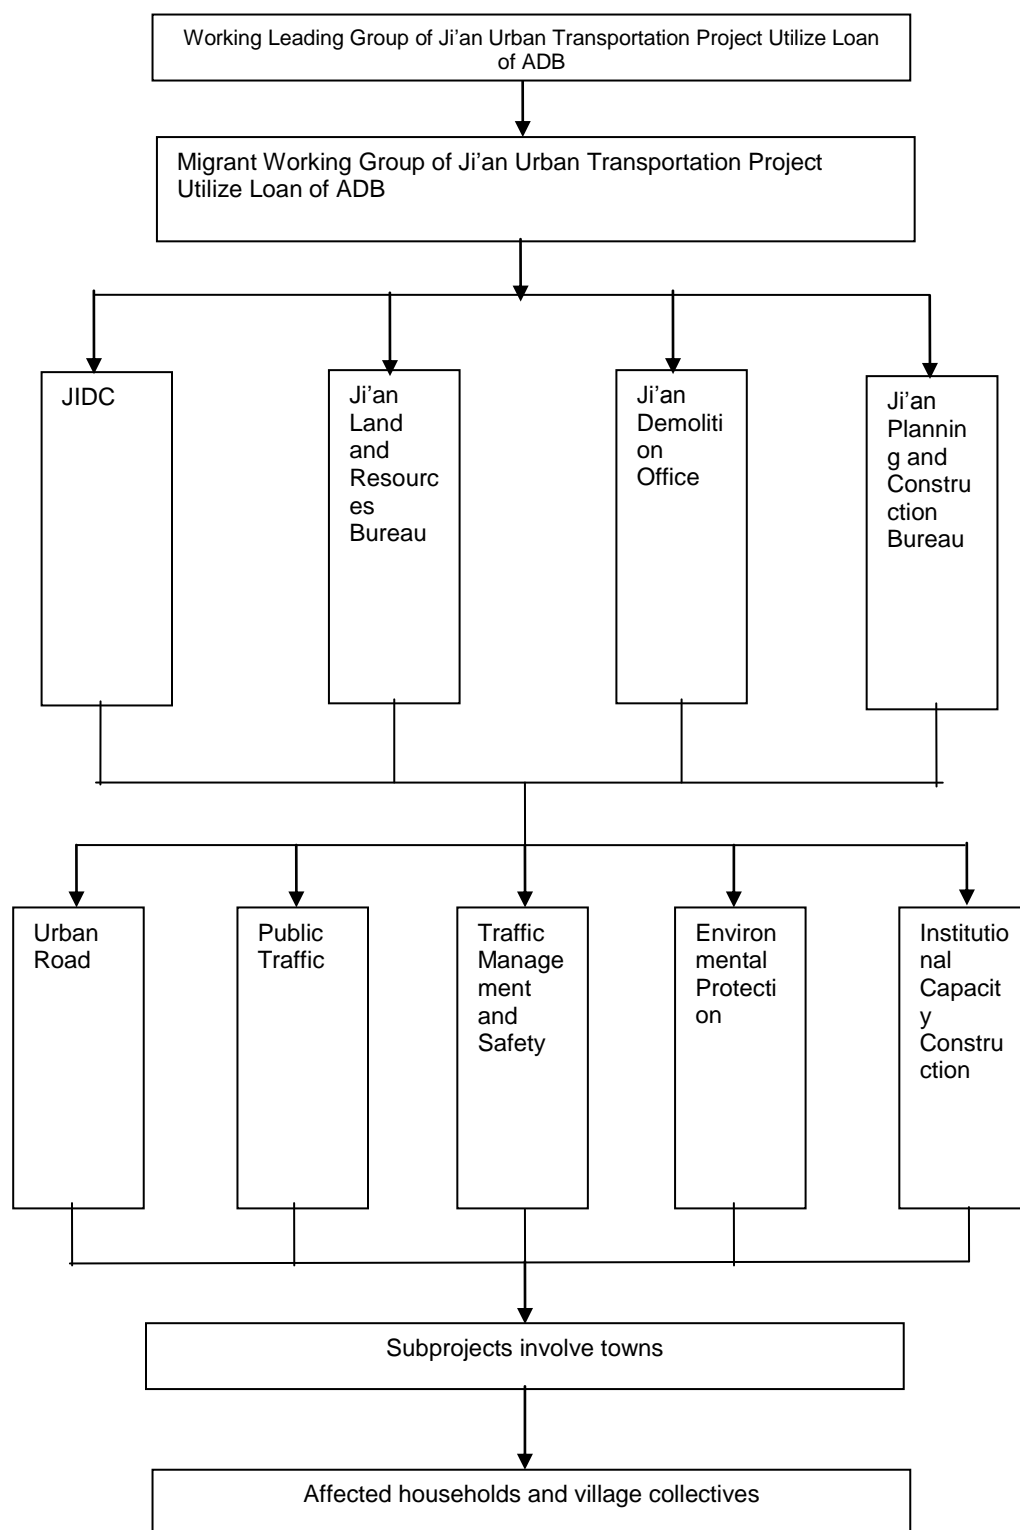 Working Leading Group of Ji’an Urban Transportation Project Utilize Loan
of ADB
Migrant Working Group of Ji’an Urban Transportation Project
Utilize Loan of ADB
JIDC
Ji’an
Land
and
Resourc
es
Bureau
Ji’an
Demoliti
on
Office
Ji’an
Plannin
g and
Constru
ction
Bureau
Urban
Road
Public
Traffic
Traffic
Manage
ment
and
Safety
Environ
mental
Protecti
on
Institutio
nal
Capacit
y
Constru
ction
Subprojects involve towns
Affected households and village collectives